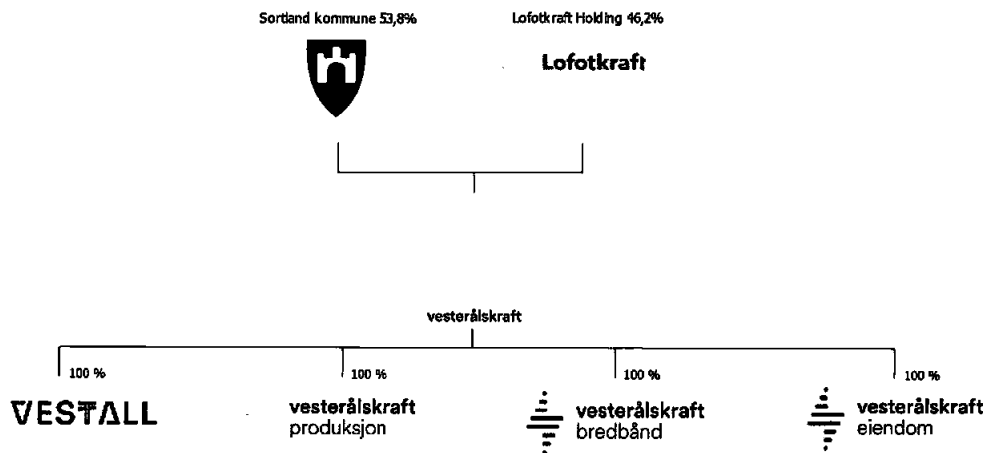 Sortland kommune 53,8%
Lofotkraft Holding 46,2%
Lofotkraft
vesterålskraft
100 %
100 %
100 %
100 %
VESTALL
vesterålskraft
produksjon
vesterålskraft
bredbånd
vesterålskraft
eiendom